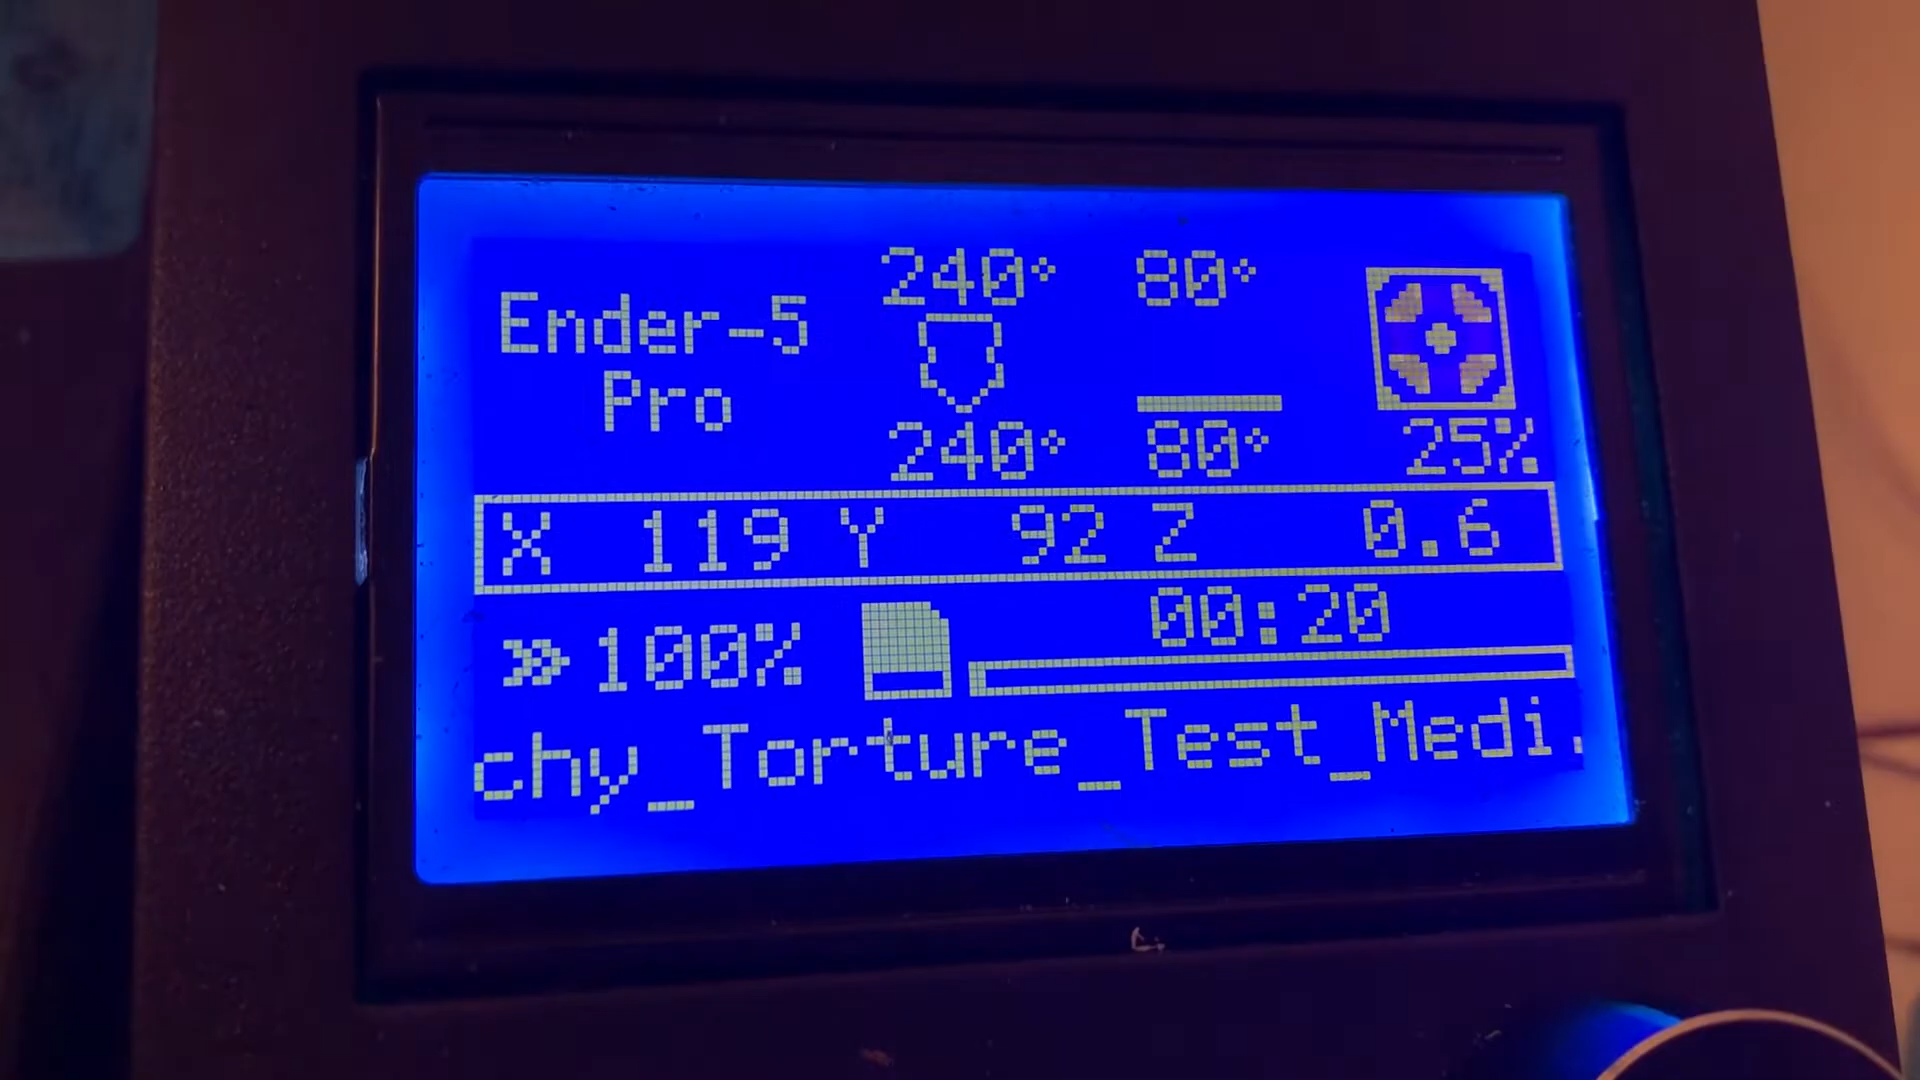 240° 80°
Ender-5
Pro
240° 80° 25%
X 119 Y 92 Z 0.6
00:20
»100%
chy_Torture_Test_Medi.